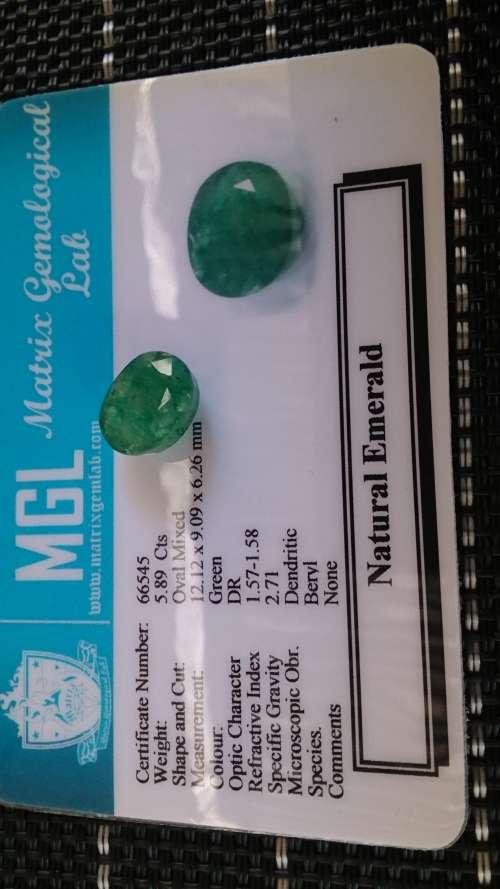 MGL Matrix Gemological
Lab
www.matrixgemlab.com
Certificate Number: 66545
Weight: 5.89 Cts
Shape and Cut: Oval Mixed
Measurement: 12.12 x 9.09 x 6.26 mm
Colour: Green
Optic Character DR
Refractive Index 1.57-1.58
Specific Gravity 2.71
Microscopic Obr. Dendritic
Species. Beryl
Comments None
Natural Emerald